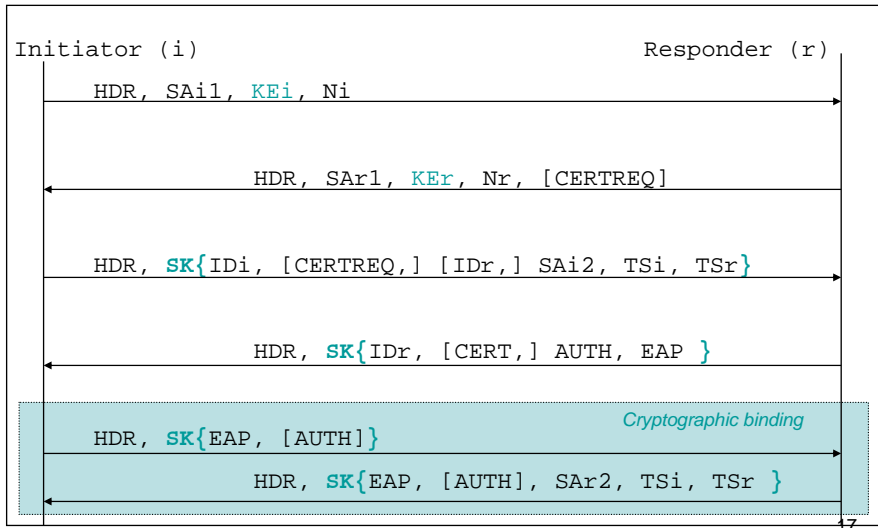 Initiator (i) Responder (r)
HDR, SAi1, KEi, Ni
HDR, SAr1, KEr, Nr, [CERTREQ]
HDR, SK{IDi, [CERTREQ,] [IDr,] SAi2, TSi, TSr}
HDR, SK{IDr, [CERT,] AUTH, EAP }
Cryptographic binding
HDR, SK{EAP, [AUTH]}
HDR, SK{EAP, [AUTH], SAr2, TSi, TSr }
17